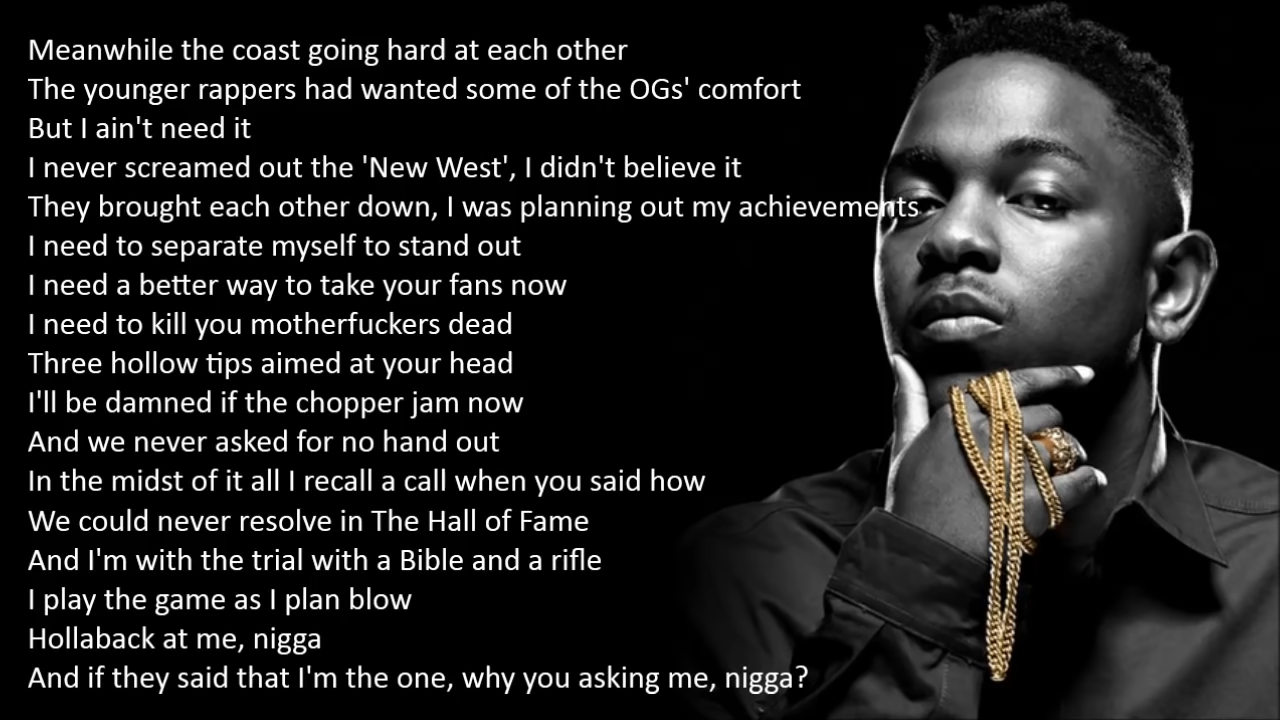 Meanwhile the coast going hard at each other
The younger rappers had wanted some of the OGs' comfort
But I ain't need it
I never screamed out the 'New West', I didn't believe it
They brought each other down, I was planning out my achievements
I need to separate myself to stand out
I need a better way to take your fans now
I need to kill you motherfuckers dead
Three hollow tips aimed at your head
I'll be damned if the chopper jam now
And we never asked for no hand out
In the midst of it all I recall a call when you said how
We could never resolve in The Hall of Fame
And I'm with the trial with a Bible and a rifle
I play the game as I plan blow
Hollaback at me, nigga
And if they said that I'm the one, why you asking me, nigga?